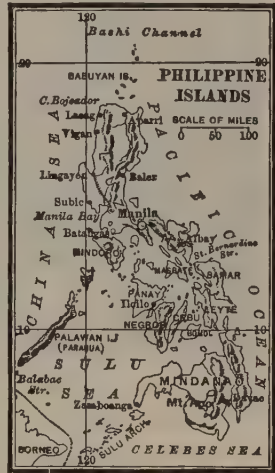 120
Bashi Channel
20
BABUYAN IS.
PHILIPPINE
ISLANDS
C. Bojeador
Laoag
Aparri
SCALE OF MILES
0 50 100
Vigan
PACIFIC
CHINA SEA
Lingayen
Baler
Subic
Manila Bay
Manila
Batangas
Albay
St. Bernardino
Str.
MINDORO
MASBATE
SAMAR
PANAY
Iloilo
LEYTE
CEBU
NEGROS
BOHOL
OCEAN
10
10
PALAWAN I.
(PARAGUA)
SULU
SEA
Balabac
Str.
MINDANAO
Mt. Apo
Davao
Zamboanga
SULU ARCH.
BORNEO
CELEBES SEA
120